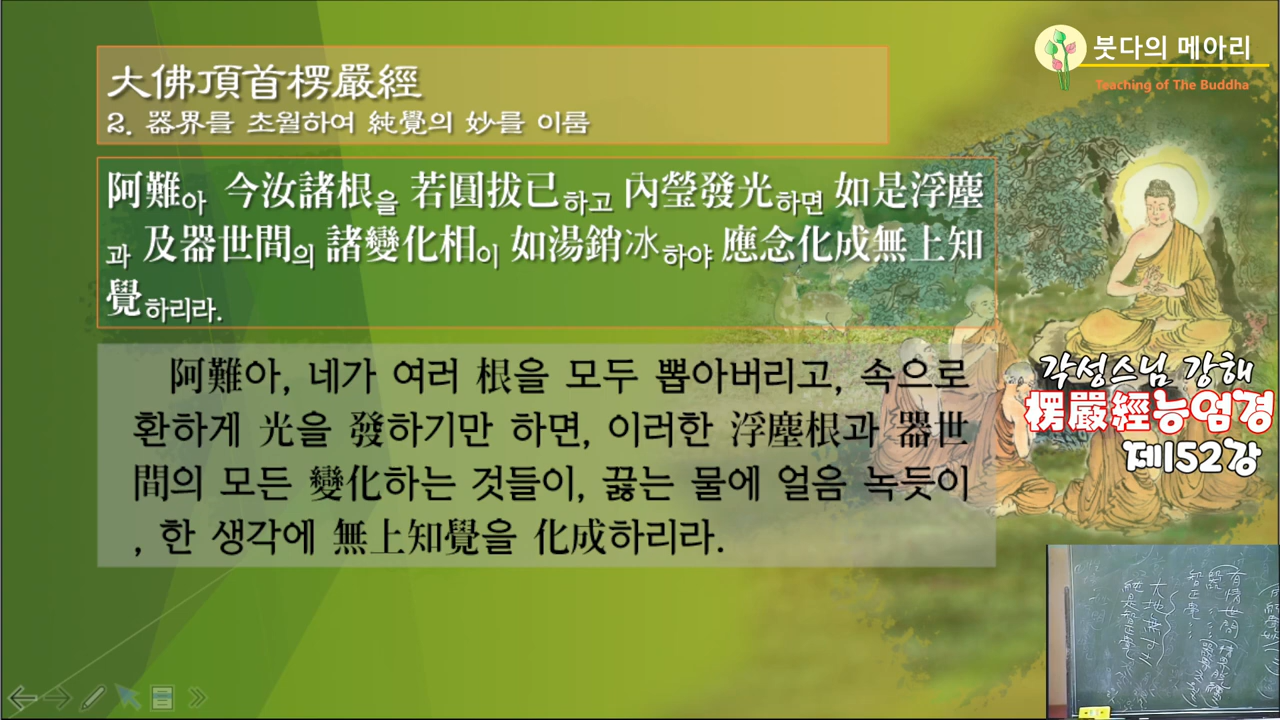 大佛頂首楞嚴經
2. 器界를 초월하여 純覺의 妙를 이룸
阿難아 今汝諸根을 若圓拔已하고 內瑩發光하면 如是浮塵
과 及器世間의 諸變化相이 如湯銷冰하야 應念化成無上知
覺하리라.
阿難아, 네가 여러 根을 모두 뽑아버리고, 속으로
환하게 光을 發하기만 하면, 이러한 浮塵根과 器世
間의 모든 變化하는 것들이, 끓는 물에 얼음 녹듯이
, 한 생각에 無上知覺을 化成하리라.
붓다의 메아리
Teaching of The Buddha
각성스님 강해
楞嚴經능엄경
제152강
有情世間
智正覺
大地